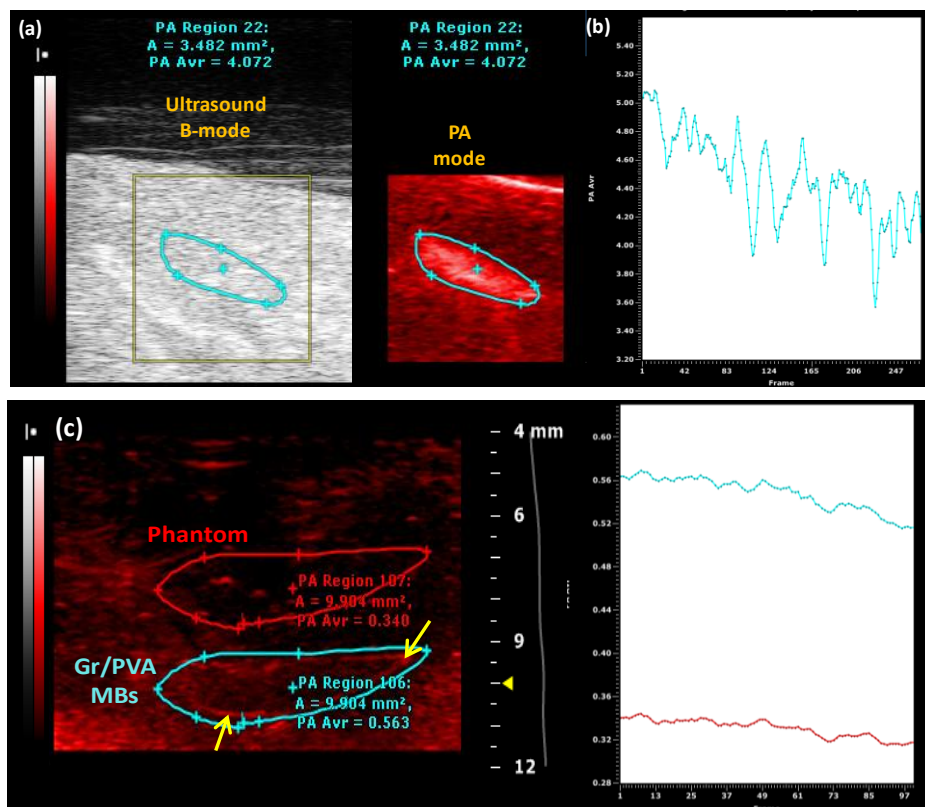 (a)
PA Region 22:
A = 3.482 mm²,
PA Avr = 4.072
Ultrasound
B-mode
PA Region 22:
A = 3.482 mm²,
PA Avr = 4.072
PA
mode
(b)
5.40
5.20
5.00
4.80
4.60
4.40
4.20
4.00
3.80
3.60
3.40
3.20
PA Avr
1 42 83 124 165 206 247
Frame
(c)
Phantom
PA Region 107:
A = 9.904 mm²,
PA Avr = 0.340
Gr/PVA
MBs
PA Region 106:
A = 9.904 mm²,
PA Avr = 0.563
4 mm
6
9
12
0.60
0.56
0.52
0.48
0.44
0.40
0.36
0.32
0.28
1 13 25 37 49 61 73 85 97